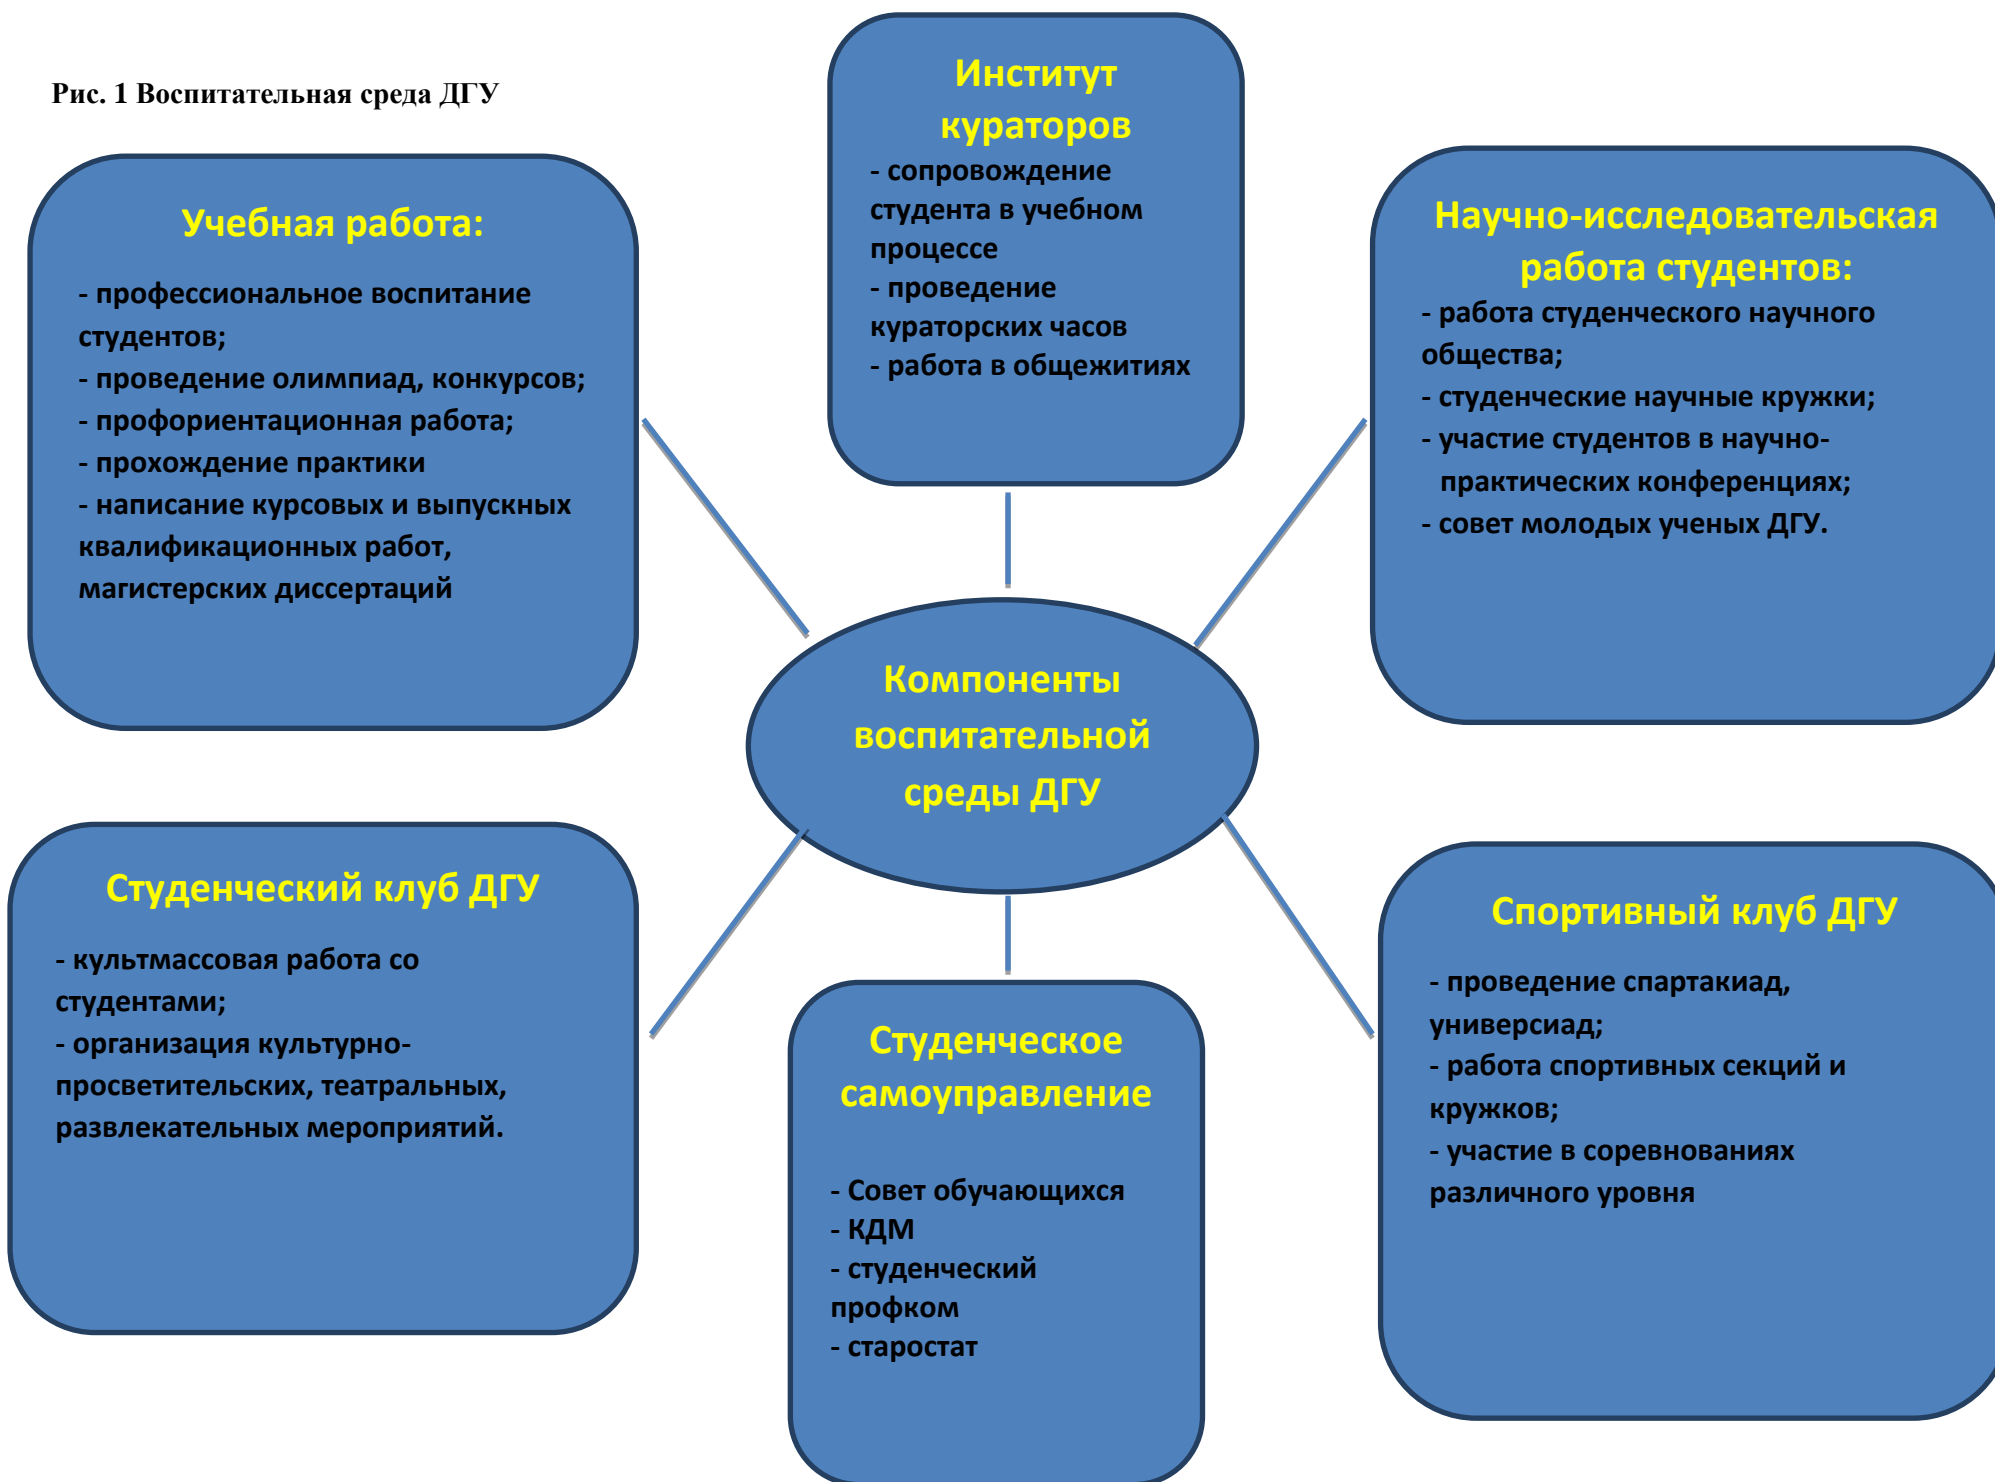 Рис. 1 Воспитательная среда ДГУ
Институт
кураторов
- сопровождение
студента в учебном
процессе
- проведение
кураторских часов
- работа в общежитиях
Учебная работа:
- профессиональное воспитание
студентов;
- проведение олимпиад, конкурсов;
- профориентационная работа;
- прохождение практики
- написание курсовых и выпускных
квалификационных работ,
магистерских диссертаций
Научно-исследовательская
работа студентов:
- работа студенческого научного
общества;
- студенческие научные кружки;
- участие студентов в научно-
практических конференциях;
- совет молодых ученых ДГУ.
Компоненты
воспитательной
среды ДГУ
Студенческий клуб ДГУ
- культмассовая работа со
студентами;
- организация культурно-
просветительских, театральных,
развлекательных мероприятий.
Студенческое
самоуправление
- Совет обучающихся
- КДМ
- студенческий
профком
- старостат
Спортивный клуб ДГУ
- проведение спартакиад,
универсиад;
- работа спортивных секций и
кружков;
- участие в соревнованиях
различного уровня